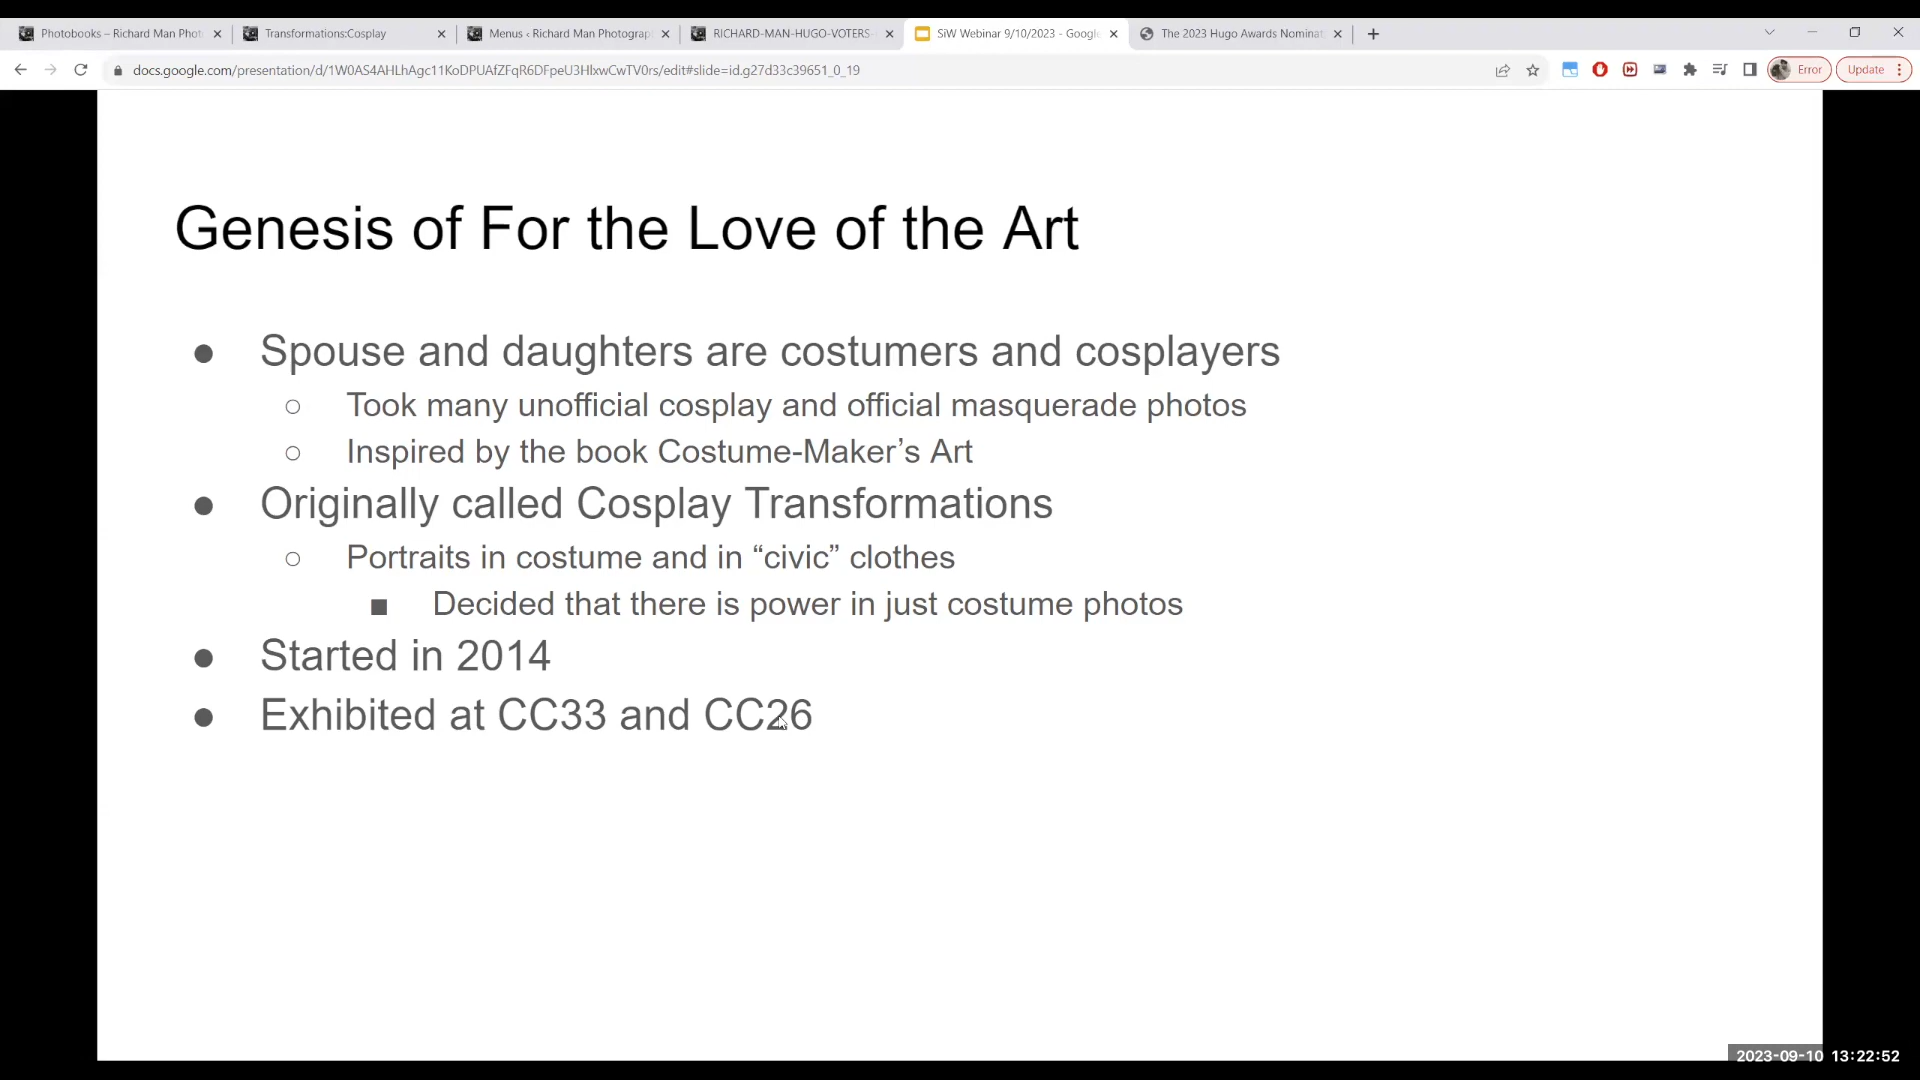 Photobooks – Richard Man Phot
Transformations:Cosplay
Menus ‹ Richard Man Photograp
RICHARD-MAN-HUGO-VOTERS-
SiW Webinar 9/10/2023 - Google
The 2023 Hugo Awards Nominat
docs.google.com/presentation/d/1W0AS4AHLhAgc11KoDPUAfZFqR6DFpeU3HlxwCwTV0rs/edit#slide=id.g27d33c39651_0_19
Error
Update
Genesis of For the Love of the Art
● Spouse and daughters are costumers and cosplayers
○ Took many unofficial cosplay and official masquerade photos
○ Inspired by the book Costume-Maker’s Art
● Originally called Cosplay Transformations
○ Portraits in costume and in “civic” clothes
■ Decided that there is power in just costume photos
● Started in 2014
● Exhibited at CC33 and CC26
2023-09-10 13:22:52